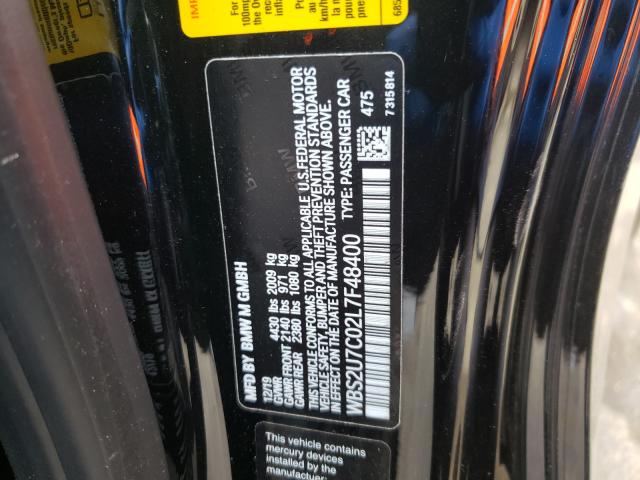 MFD BY BMW M GMBH
12/19
GVWR 4430 lbs 2009 kg
GAWR FRONT 2140 lbs 971 kg
GAWR REAR 2380 lbs 1080 kg
THIS VEHICLE CONFORMS TO ALL APPLICABLE U.S. FEDERAL MOTOR
VEHICLE SAFETY, BUMPER AND THEFT PREVENTION STANDARDS
IN EFFECT ON THE DATE OF MANUFACTURE SHOWN ABOVE.
WBS2U7C02L7F48400 TYPE: PASSENGER CAR
475
7 315 814
This vehicle contains
mercury devices
installed by the